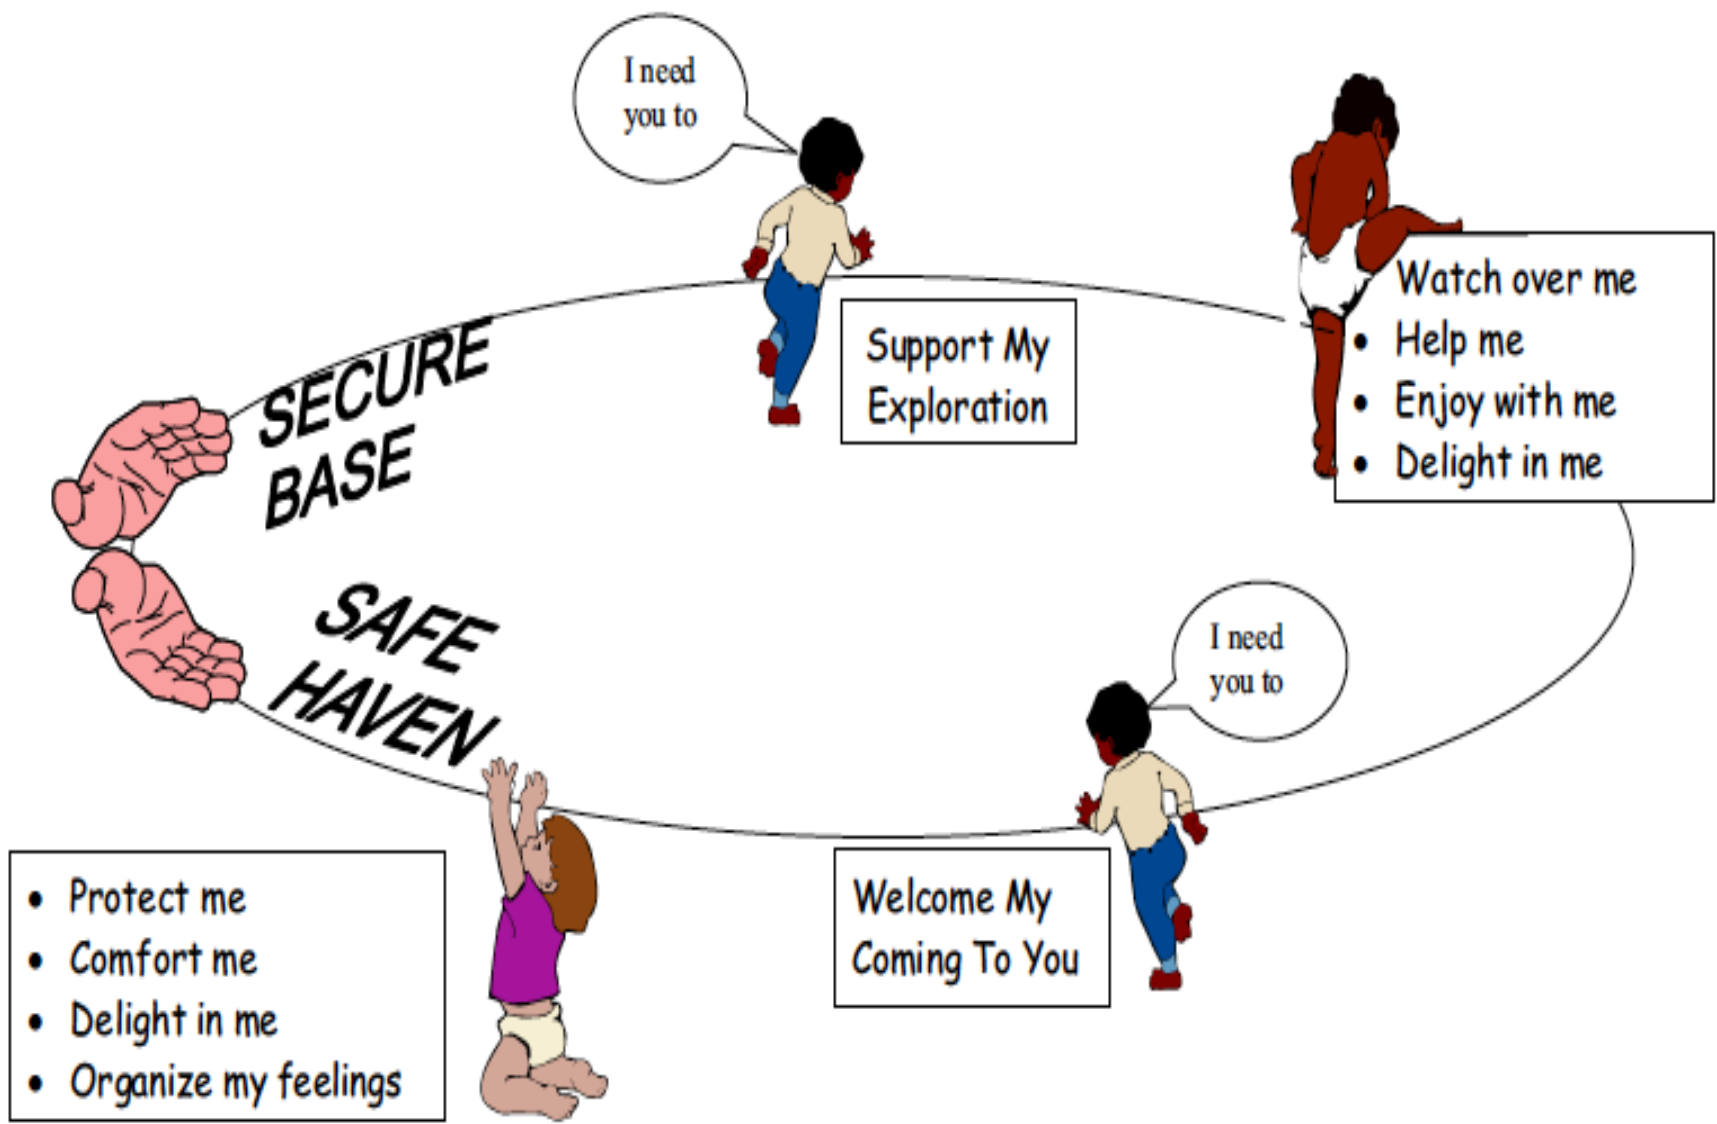 I need
you to
SECURE
BASE
Support My
Exploration
Watch over me
• Help me
• Enjoy with me
• Delight in me
SAFE
HAVEN
I need
you to
Welcome My
Coming To You
• Protect me
• Comfort me
• Delight in me
• Organize my feelings